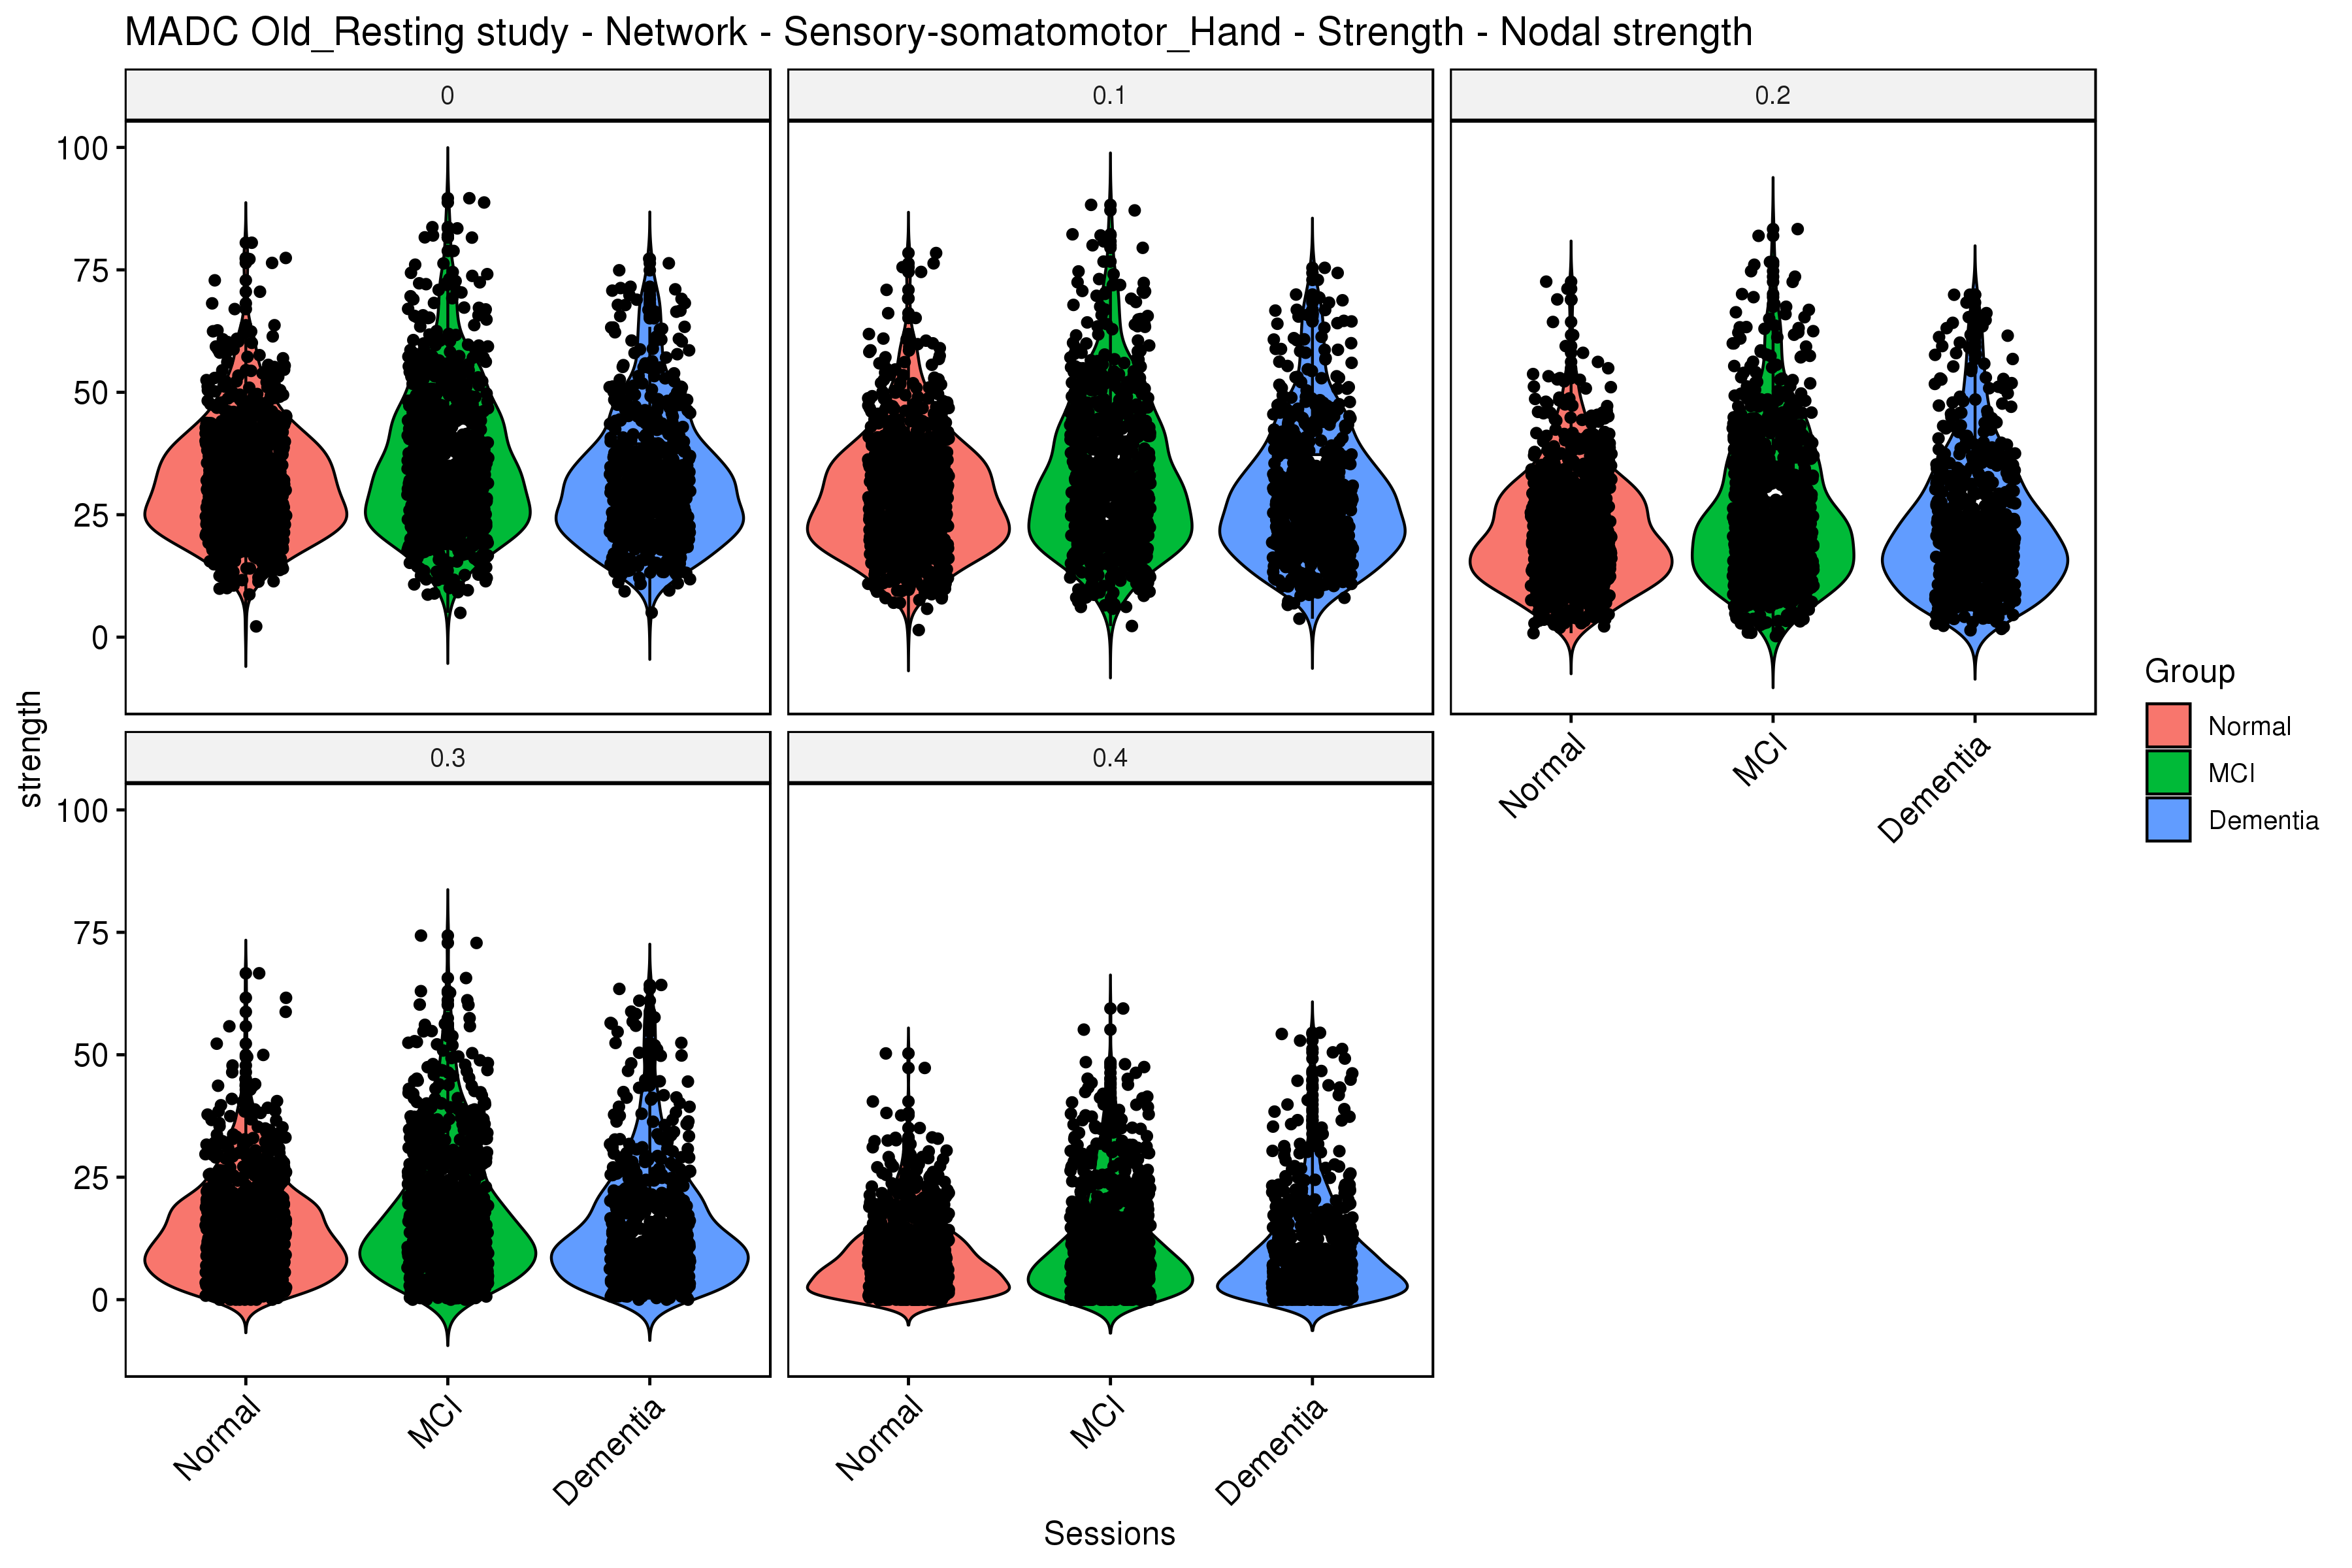 MADC Old_Resting study - Network - Sensory-somatomotor_Hand - Strength - Nodal strength
0
0.1
0.2
100
75
50
25
0
strength
Normal
MCI
Dementia
Group
Normal
MCI
Dementia
0.3
0.4
100
75
50
25
0
Normal
MCI
Dementia
Normal
MCI
Dementia
Sessions